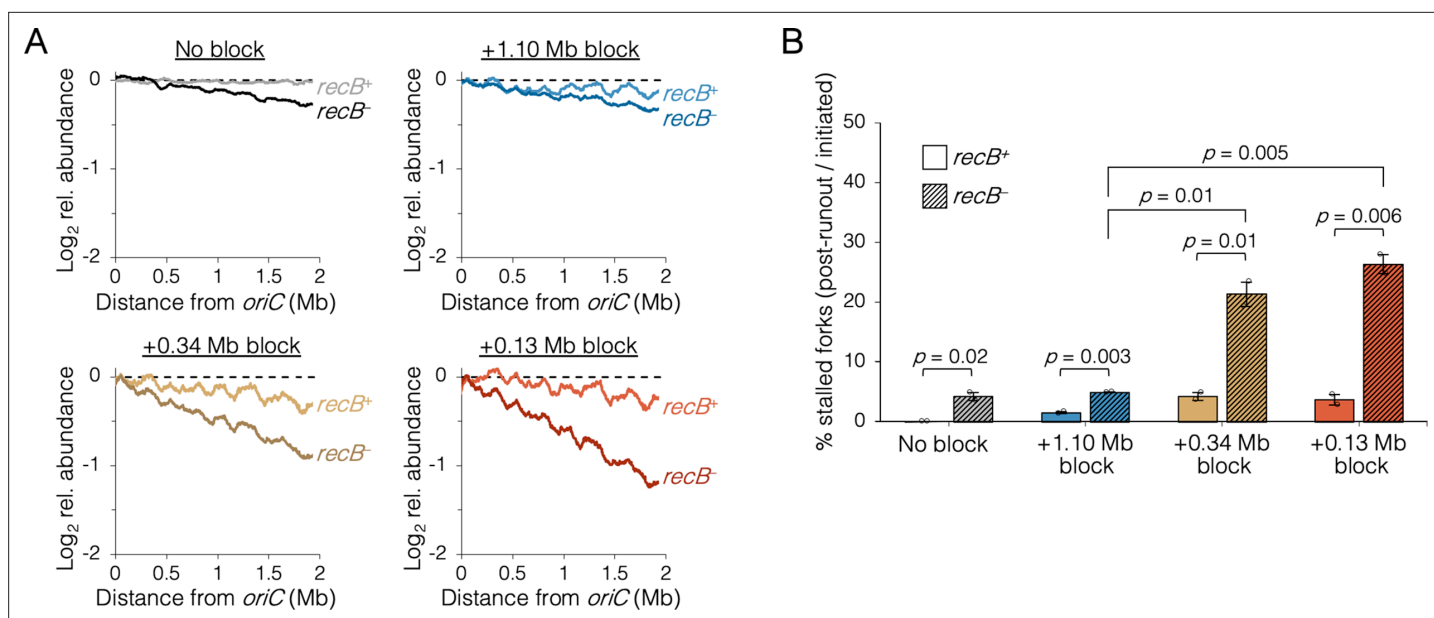 A
No block
Log₂ rel. abundance
0
-1
-2
recB⁺
recB⁻
0 0.5 1 1.5 2
Distance from oriC (Mb)
+1.10 Mb block
Log₂ rel. abundance
0
-1
-2
recB⁺
recB⁻
0 0.5 1 1.5 2
Distance from oriC (Mb)
+0.34 Mb block
Log₂ rel. abundance
0
-1
-2
recB⁺
recB⁻
0 0.5 1 1.5 2
Distance from oriC (Mb)
+0.13 Mb block
Log₂ rel. abundance
0
-1
-2
recB⁺
recB⁻
0 0.5 1 1.5 2
Distance from oriC (Mb)
B
% stalled forks (post-runout / initiated)
50
40
30
20
10
0
recB⁺
recB⁻
p = 0.005
p = 0.01
p = 0.01
p = 0.006
p = 0.02
p = 0.003
No block
+1.10 Mb
block
+0.34 Mb
block
+0.13 Mb
block